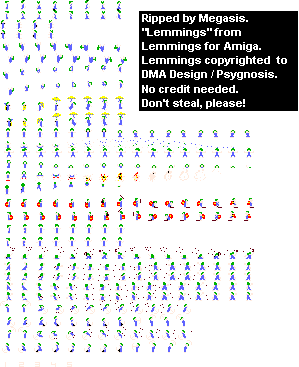 Ripped by Megasis.
"Lemmings" from
Lemmings for Amiga.
Lemmings copyrighted to
DMA Design / Psygnosis.
No credit needed.
Don't steal, please!